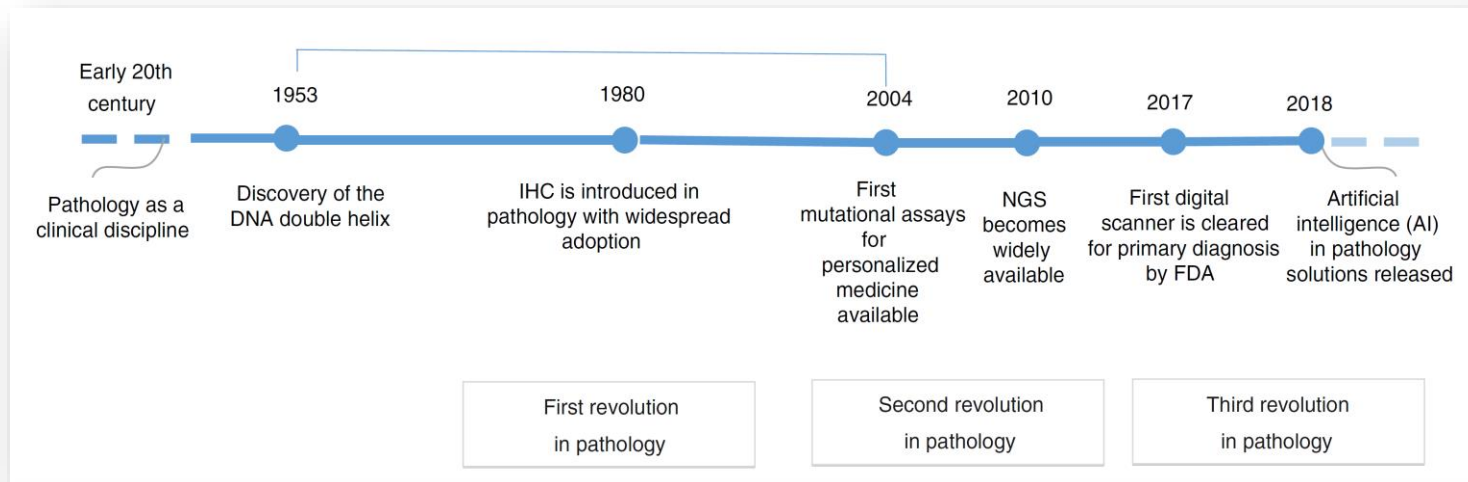 Early 20th
century
1953
1980
2004
2010
2017
2018
Pathology as a
clinical discipline
Discovery of the
DNA double helix
IHC is introduced in
pathology with widespread
adoption
First
mutational assays
for
personalized
medicine
available
NGS
becomes
widely
available
First digital
scanner is cleared
for primary diagnosis
by FDA
Artificial
intelligence (AI)
in pathology
solutions released
First revolution
in pathology
Second revolution
in pathology
Third revolution
in pathology